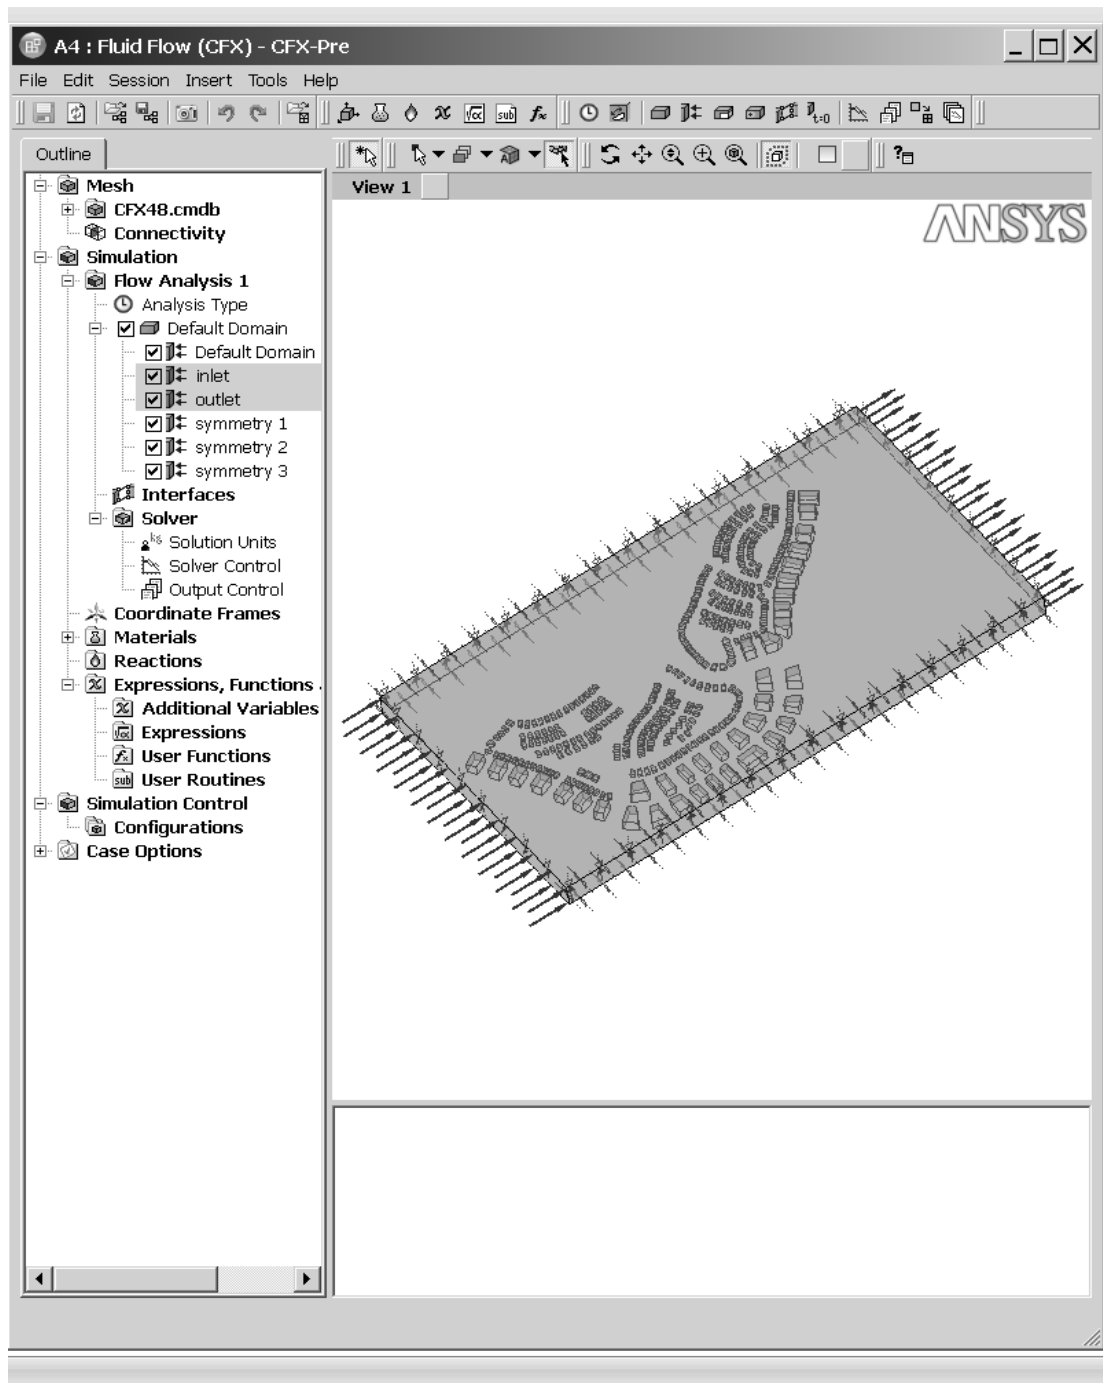 A4 : Fluid Flow (CFX) - CFX-Pre
File Edit Session Insert Tools Help
Outline
View 1
ANSYS
Mesh
CFX48.cmdb
Connectivity
Simulation
Flow Analysis 1
Analysis Type
Default Domain
Default Domain
inlet
outlet
symmetry 1
symmetry 2
symmetry 3
Interfaces
Solver
Solution Units
Solver Control
Output Control
Coordinate Frames
Materials
Reactions
Expressions, Functions
Additional Variables
Expressions
User Functions
User Routines
Simulation Control
Configurations
Case Options